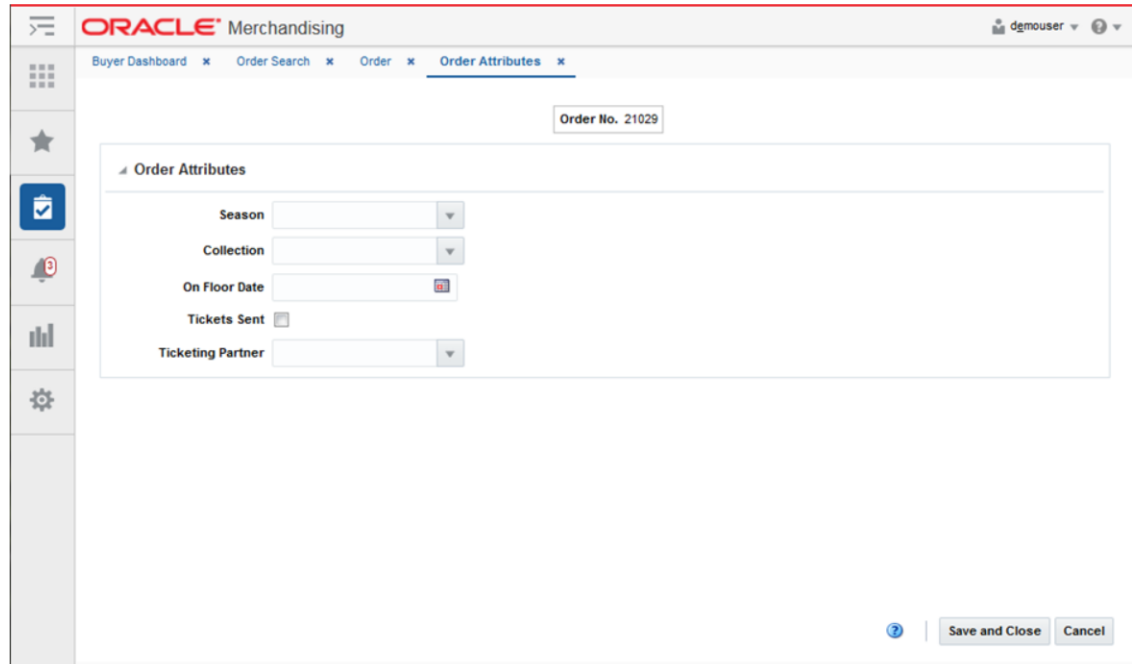 ORACLE® Merchandising
demouser
Buyer Dashboard × Order Search × Order × Order Attributes ×
Order No. 21029
Order Attributes
3
Season
Collection
On Floor Date
Tickets Sent
Ticketing Partner
? Save and Close Cancel